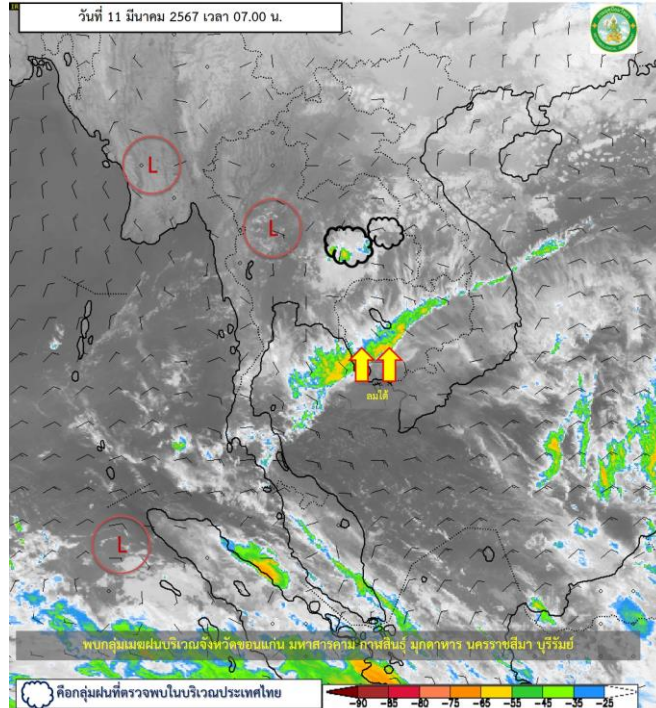 วันที่ 11 มีนาคม 2567 เวลา 07.00 น.
L
L
ลมใต้
L
พบกลุ่มเมฆฝนบริเวณจังหวัดขอนแก่น มหาสารคาม กาฬสินธุ์ มุกดาหาร นครราชสีมา บุรีรัมย์
คือกลุ่มฝนที่ตรวจพบในบริเวณประเทศไทย
-90 -85 -80 -75 -65 -55 -45 -35 -25